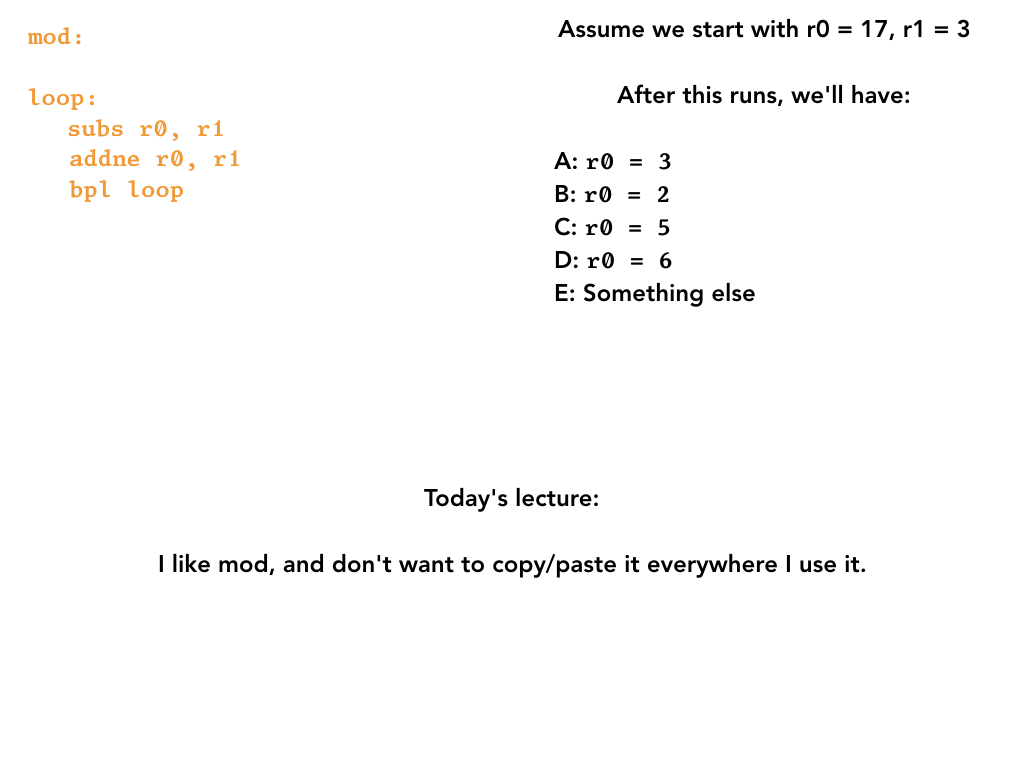 mod:
loop:
subs r0, r1
addne r0, r1
bpl loop
Assume we start with r0 = 17, r1 = 3
After this runs, we'll have:
A: r0 = 3
B: r0 = 2
C: r0 = 5
D: r0 = 6
E: Something else
Today's lecture:
I like mod, and don't want to copy/paste it everywhere I use it.